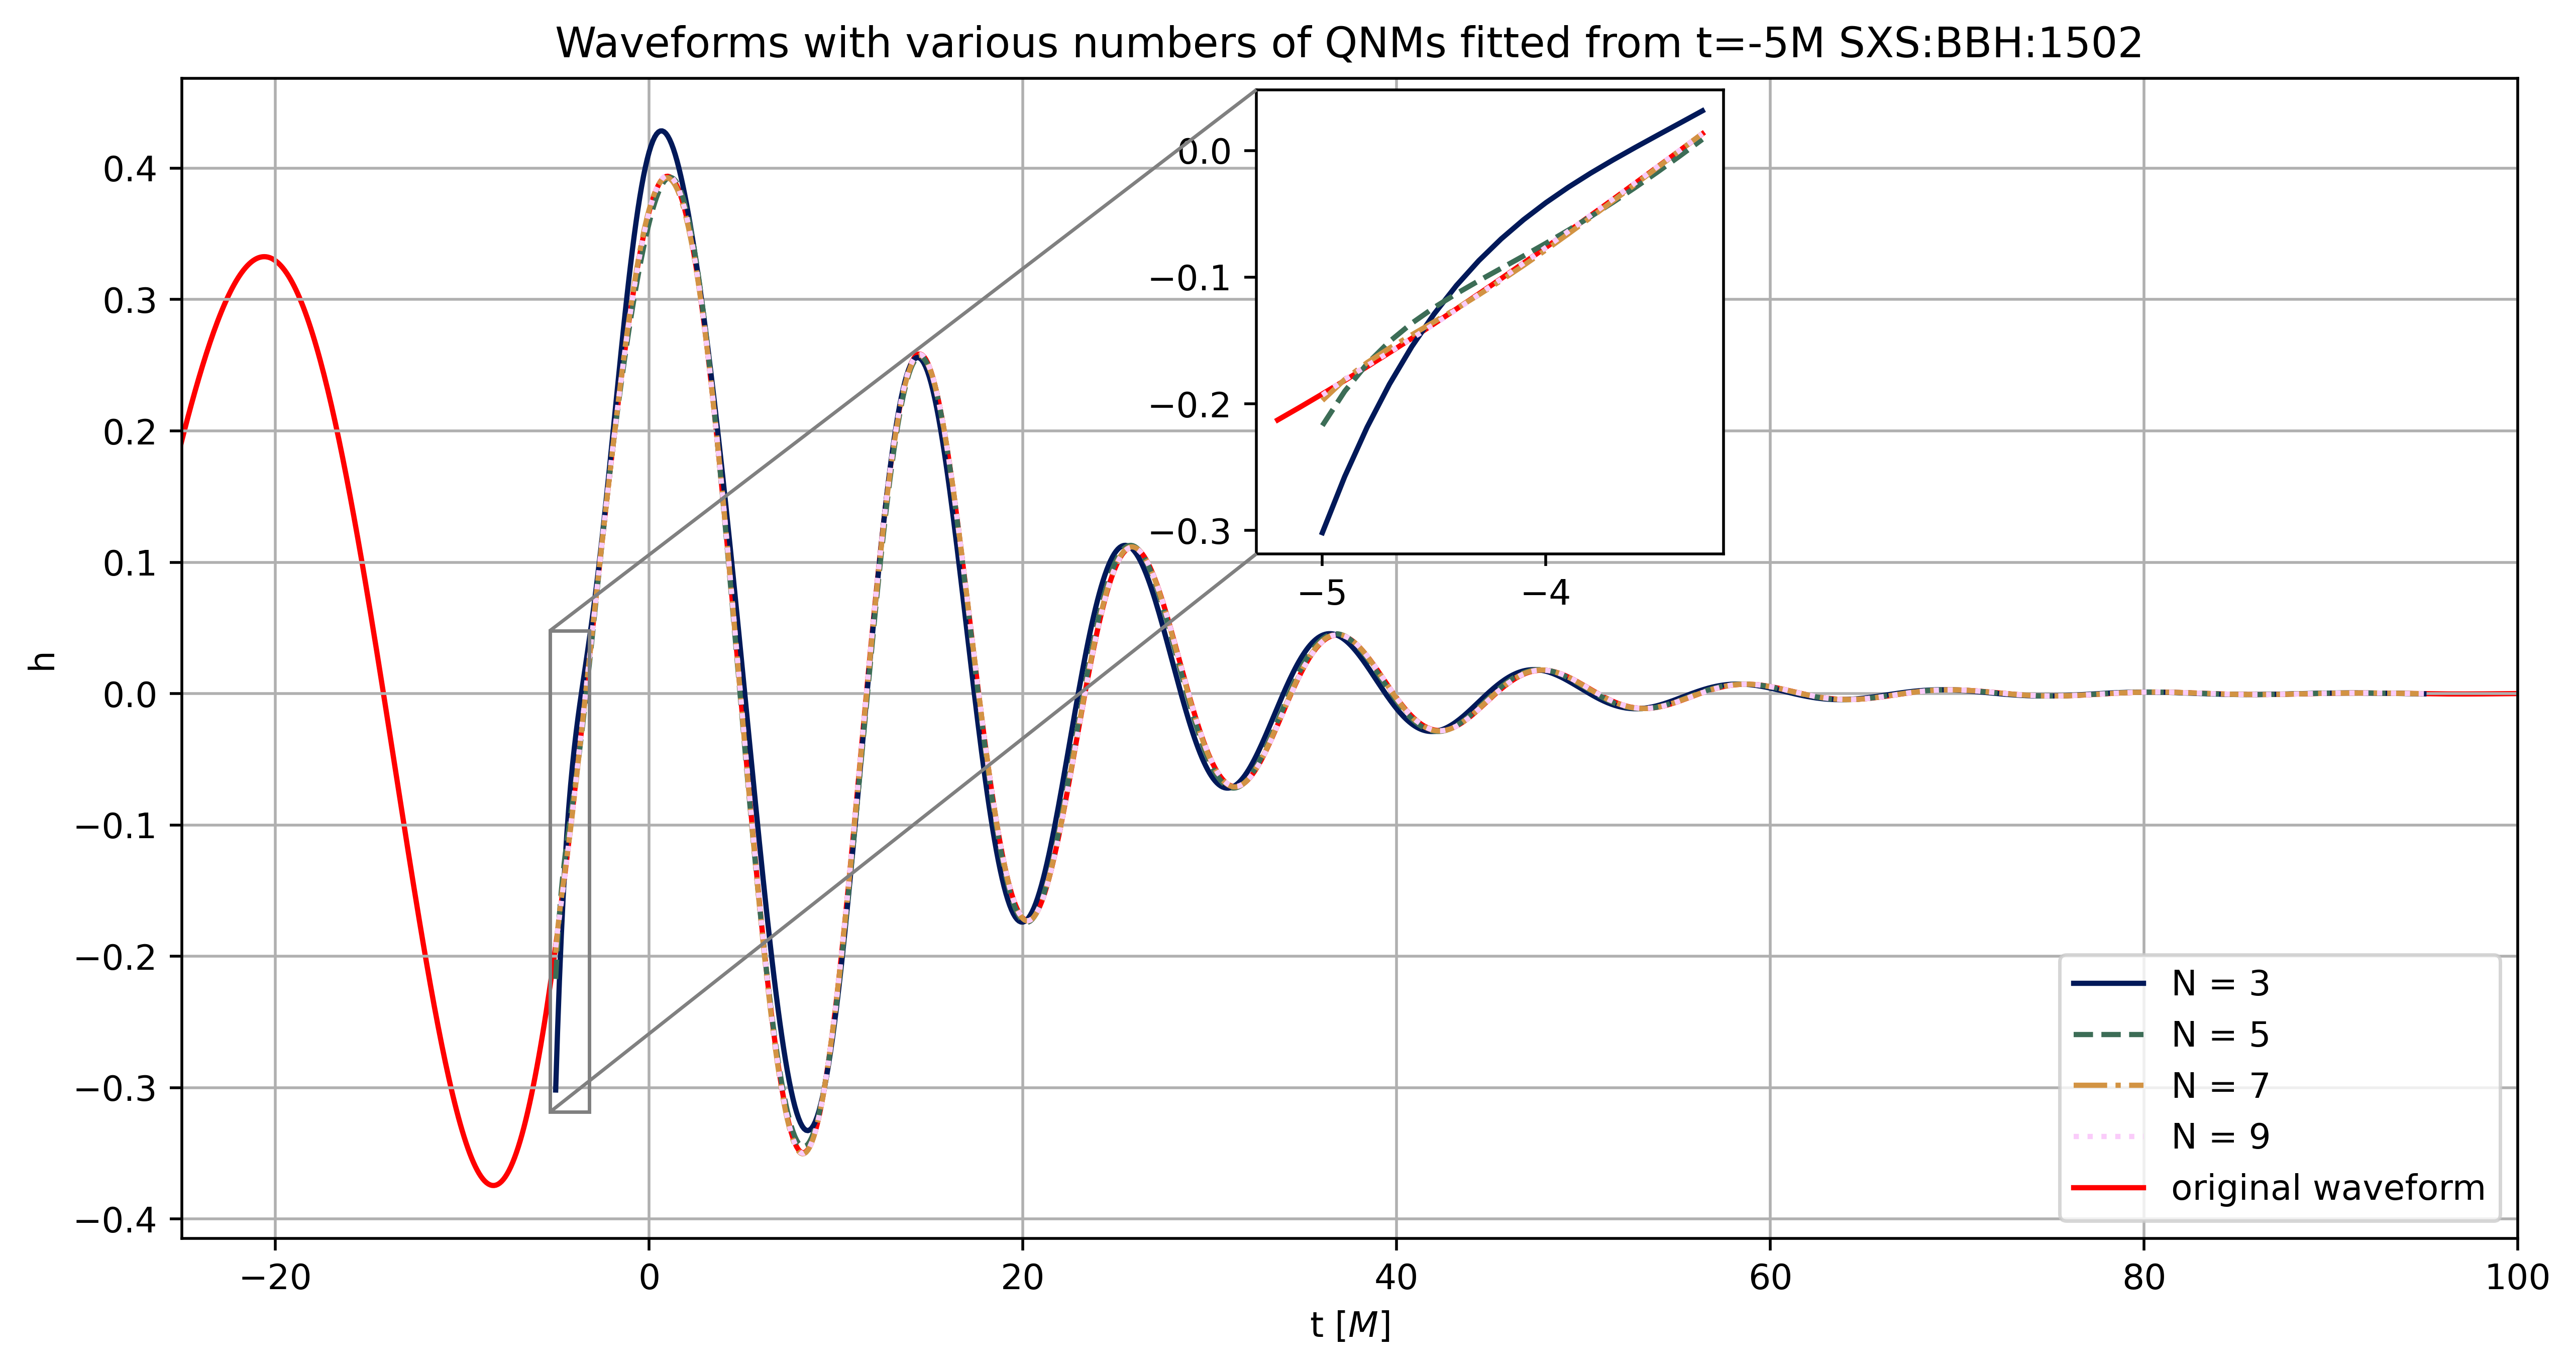 Waveforms with various numbers of QNMs fitted from t=-5M SXS:BBH:1502
h
0.4
0.3
0.2
0.1
0.0
−0.1
−0.2
−0.3
−0.4
0.0
−0.1
−0.2
−0.3
−5 −4
N = 3
N = 5
N = 7
N = 9
original waveform
−20 0 20 40 60 80 100
t [M]